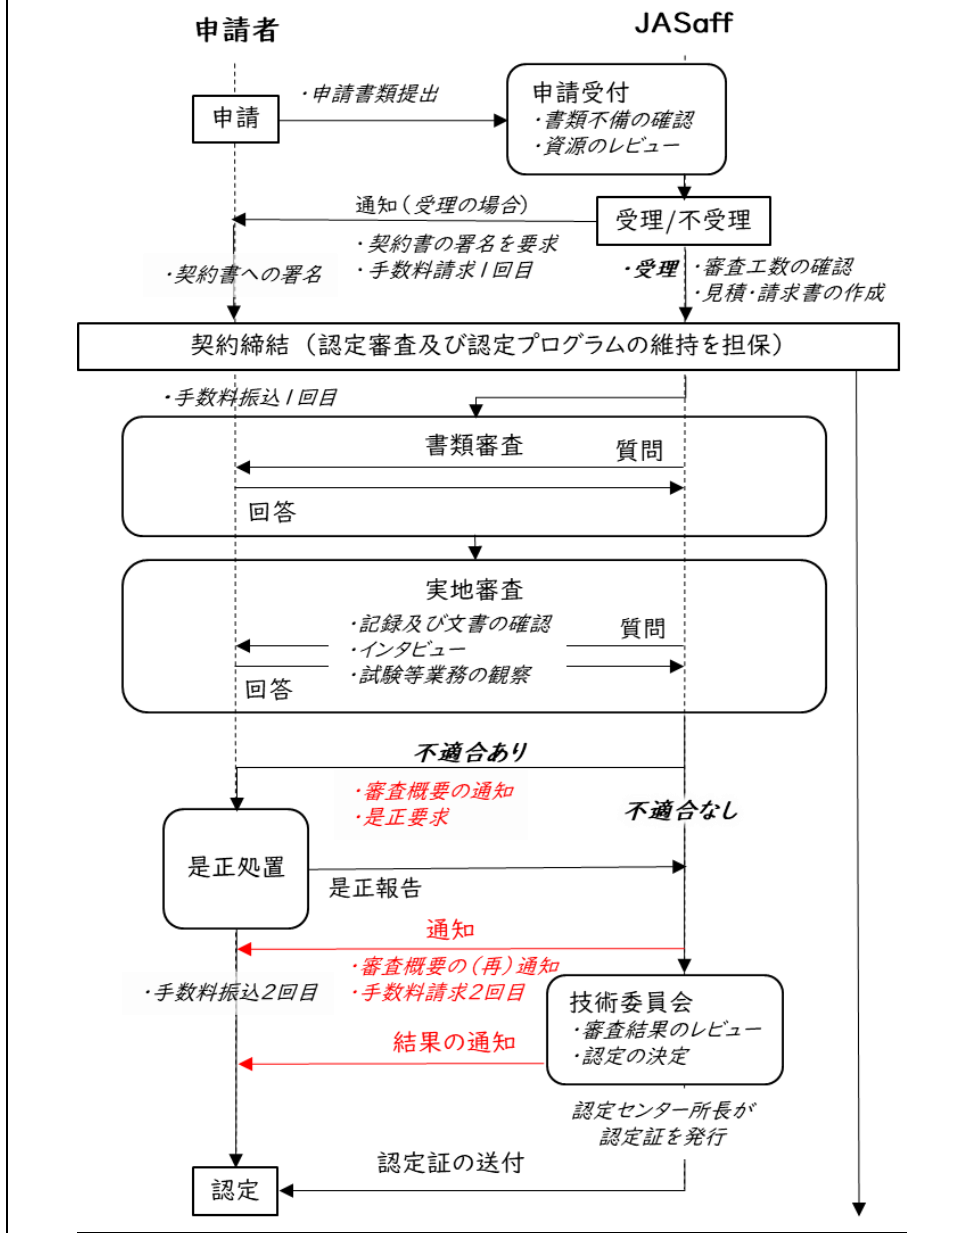 申請者
JASaff
申請
・申請書類提出
申請受付
・書類不備の確認
・資源のレビュー
通知（受理の場合）
受理/不受理
・契約書の署名を要求
・手数料請求1回目
・契約書への署名
・受理
・審査工数の確認
・見積・請求書の作成
契約締結（認定審査及び認定プログラムの維持を担保）
・手数料振込1回目
書類審査
質問
回答
実地審査
・記録及び文書の確認
・インタビュー
・試験等業務の観察
質問
回答
不適合あり
・審査概要の通知
・是正要求
不適合なし
是正処置
是正報告
通知
・審査概要の（再）通知
・手数料請求2回目
・手数料振込2回目
技術委員会
・審査結果のレビュー
・認定の決定
結果の通知
認定センター所長が
認定証を発行
認定証の送付
認定